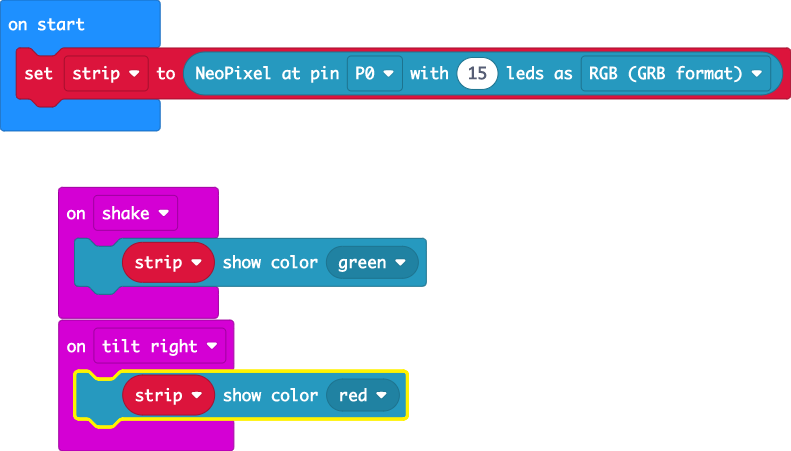 on start
set strip to NeoPixel at pin P0 with 15 leds as RGB (GRB format)
on shake
strip show color green
on tilt right
strip show color red